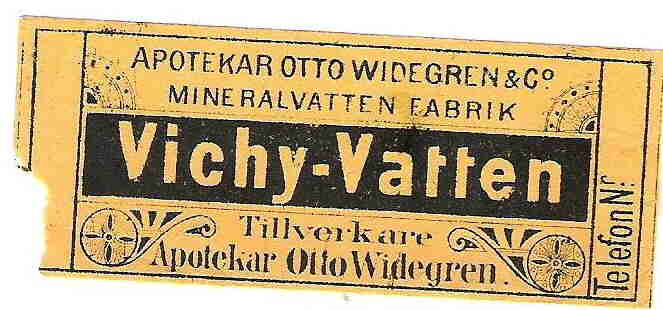 APOTEKAR OTTO WIDEGREN & Cº
MINERALVATTEN FABRIK
Vichy-Vatten
Tillverkare
Apotekar Otto Widegren.
Telefon Nr